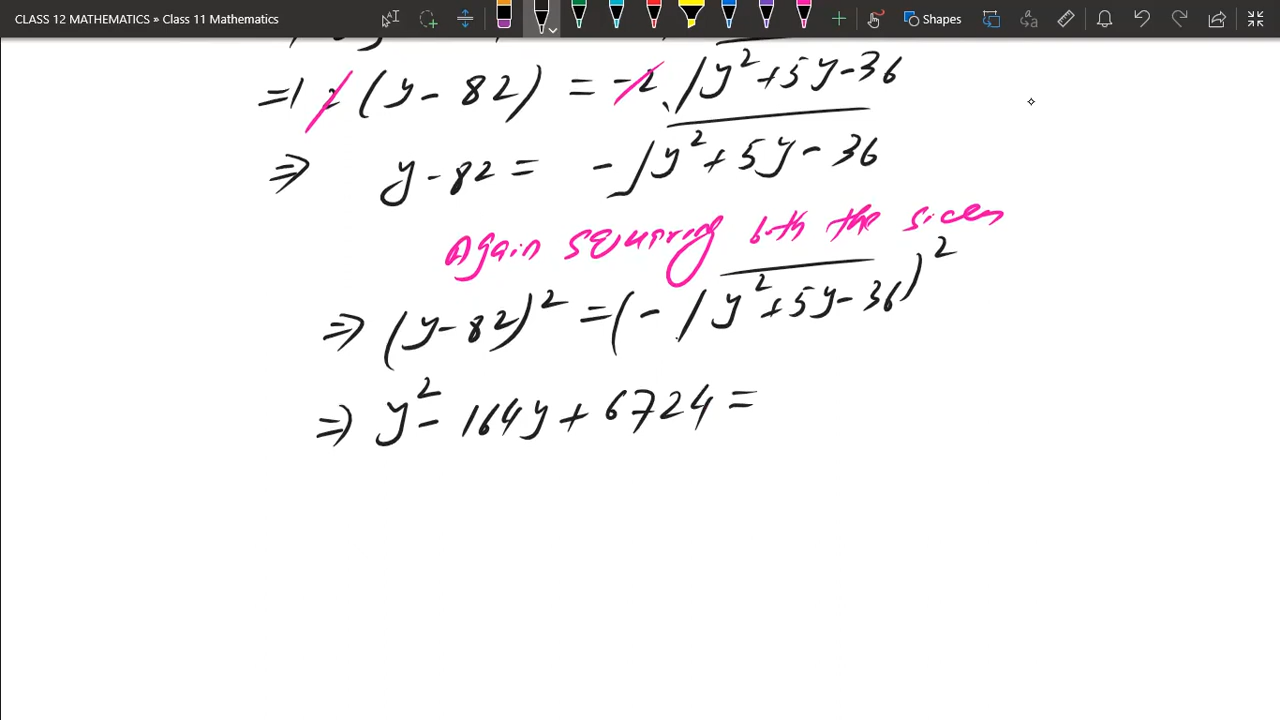 CLASS 12 MATHEMATICS » Class 11 Mathematics
Shapes
⇒ 2(y - 82) = -2√y²+5y-36
⇒ y - 82 = -√y²+5y-36
Again squaring both the sides
⇒ (y-82)² = (-√y²+5y-36)²
⇒ y² - 164y + 6724 =